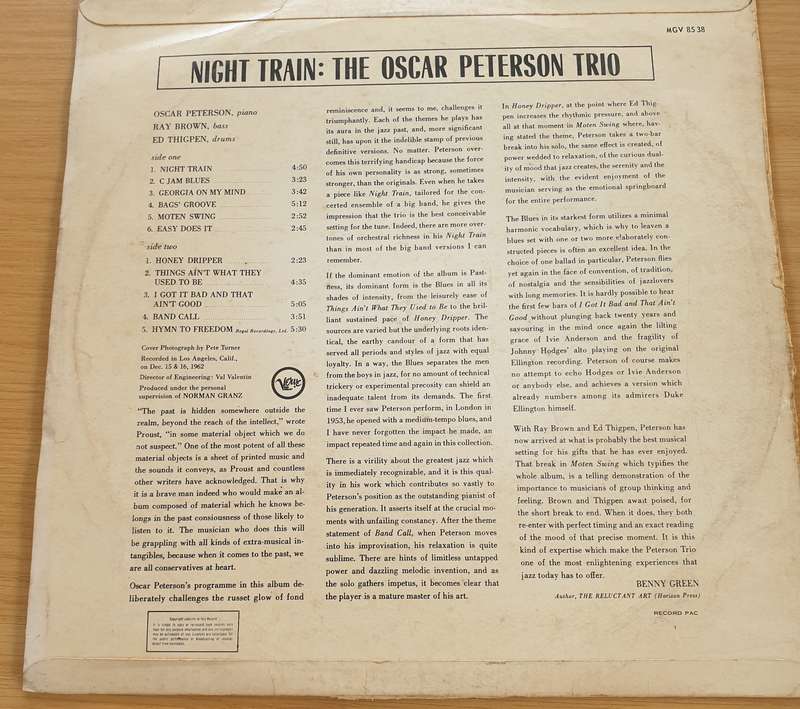 MGV 8538
NIGHT TRAIN: THE OSCAR PETERSON TRIO
OSCAR PETERSON, piano
RAY BROWN, bass
ED THIGPEN, drums
side one
1. NIGHT TRAIN 4:50
2. C JAM BLUES 3:23
3. GEORGIA ON MY MIND 3:42
4. BAGS' GROOVE 5:12
5. MOTEN SWING 2:52
6. EASY DOES IT 2:45
side two
1. HONEY DRIPPER 2:23
2. THINGS AIN'T WHAT THEY
USED TO BE 4:35
3. I GOT IT BAD AND THAT
AIN'T GOOD 5:05
4. BAND CALL 3:51
5. HYMN TO FREEDOM Regal Recordings, Ltd. 5:30
Cover Photograph by Pete Turner
Recorded in Los Angeles, Calif.,
on Dec. 15 & 16, 1962
Director of Engineering: Val Valentin
Produced under the personal
supervision of NORMAN GRANZ
Verve
"The past is hidden somewhere outside the
realm, beyond the reach of the intellect," wrote
Proust, "in some material object which we do
not suspect." One of the most potent of all these
material objects is a sheet of printed music and
the sounds it conveys, as Proust and countless
other writers have acknowledged. That is why
it is a brave man indeed who would make an al-
bum composed of material which he knows be-
longs in the past consiousness of those likely to
listen to it. The musician who does this will
be grappling with all kinds of extra-musical in-
tangibles, because when it comes to the past, we
are all conservatives at heart.
Oscar Peterson's programme in this album de-
liberately challenges the russet glow of fond
reminiscence and, it seems to me, challenges it
triumphantly. Each of the themes he plays has
its aura in the jazz past, and, more significant
still, has upon it the indelible stamp of previous
definitive versions. No matter. Peterson over-
comes this terrifying handicap because the force
of his own personality is as strong, sometimes
stronger, than the originals. Even when he takes
a piece like Night Train, tailored for the con-
certed ensemble of a big band, he gives the
impression that the trio is the best conceivable
setting for the tune. Indeed, there are more over-
tones of orchestral richness in his Night Train
than in most of the big band versions I can
remember.
If the dominant emotion of the album is Past-
ness, its dominant form is the Blues in all its
shades of intensity, from the leisurely ease of
Things Ain't What They Used to Be to the bril-
liant sustained pace of Honey Dripper. The
sources are varied but the underlying roots iden-
tical, the earthy candour of a form that has
served all periods and styles of jazz with equal
loyalty. In a way, the Blues separates the men
from the boys in jazz, for no amount of technical
trickery or experimental precosity can shield an
inadequate talent from its demands. The first
time I ever saw Peterson perform, in London in
1953, he opened with a medium-tempo blues, and
I have never forgotten the impact he made, an
impact repeated time and again in this collection.
There is a virility about the greatest jazz which
is immediately recognizable, and it is this qual-
ity in his work which contributes so vastly to
Peterson's position as the outstanding pianist of
his generation. It asserts itself at the crucial mo-
ments with unfailing constancy. After the theme
statement of Band Call, when Peterson moves
into his improvisation, his relaxation is quite
sublime. There are hints of limitless untapped
power and dazzling melodic invention, and as
the solo gathers impetus, it becomes clear that
the player is a mature master of his art.
In Honey Dripper, at the point where Ed Thig-
pen increases the rhythmic pressure, and above
all at that moment in Moten Swing where, hav-
ing stated the theme, Peterson takes a two-bar
break into his solo, the same effect is created, of
power wedded to relaxation, of the curious dual-
ity of mood that jazz creates, the serenity and the
intensity, with the evident enjoyment of the
musician serving as the emotional springboard
for the entire performance.
The Blues in its starkest form utilizes a minimal
harmonic vocabulary, which is why to leaven a
blues set with one or two more elaborately con-
structed pieces is often an excellent idea. In the
choice of one ballad in particular, Peterson flies
yet again in the face of convention, of tradition,
of nostalgia and the sensibilities of jazzlovers
with long memories. It is hardly possible to hear
the first few bars of I Got It Bad and That Ain't
Good without plunging back twenty years and
savouring in the mind once again the lilting
grace of Ivie Anderson and the fragility of
Johnny Hodges' alto playing on the original
Ellington recording. Peterson of course makes
no attempt to echo Hodges or Ivie Anderson
or anybody else, and achieves a version which
already numbers among its admirers Duke
Ellington himself.
With Ray Brown and Ed Thigpen, Peterson has
now arrived at what is probably the best musical
setting for his gifts that he has ever enjoyed.
That break in Moten Swing which typifies the
whole album, is a telling demonstration of the
importance to musicians of group thinking and
feeling. Brown and Thigpen await poised, for
the short break to end. When it does, they both
re-enter with perfect timing and an exact reading
of the mood of that precise moment. It is this
kind of expertise which make the Peterson Trio
one of the most enlightening experiences that
jazz today has to offer.
BENNY GREEN
Author, THE RELUCTANT ART (Horizon Press)
RECORD PAC
1